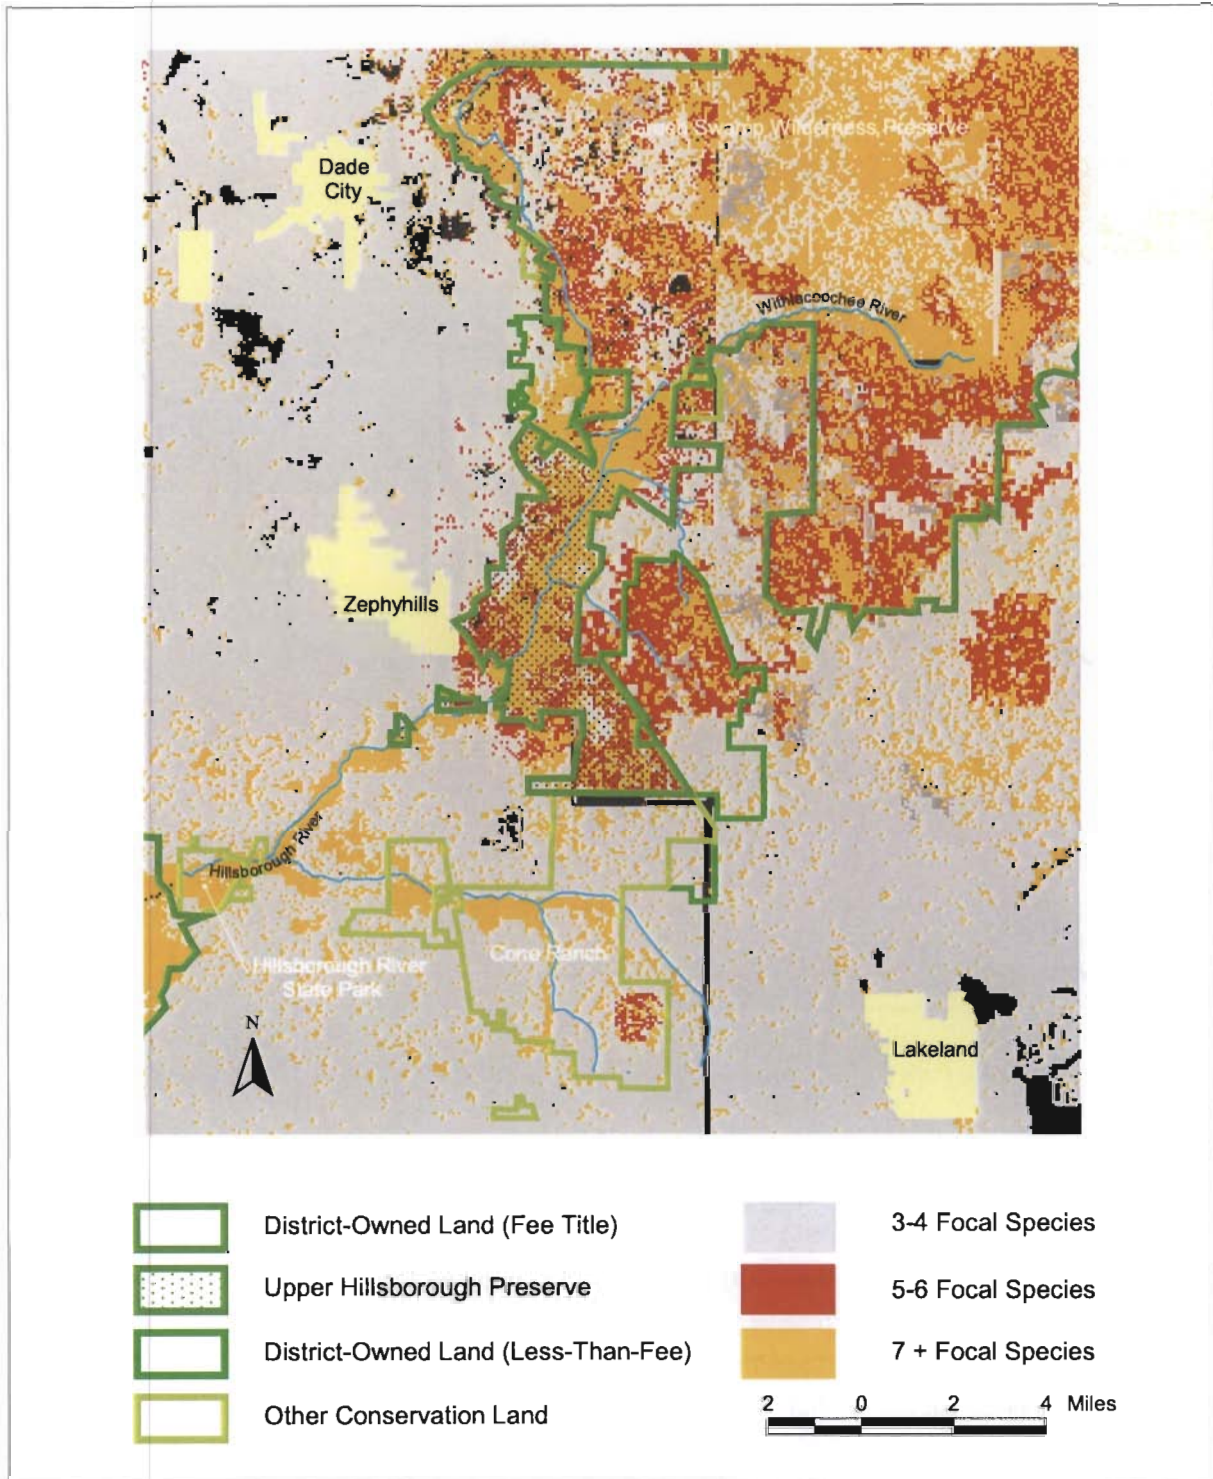 Green Swamp Wilderness Preserve
Dade
City
Withlacoochee River
Zephyhills
Hillsborough River
Hillsborough River
State Park
Cone Ranch
N
Lakeland
District-Owned Land (Fee Title)
3-4 Focal Species
Upper Hillsborough Preserve
5-6 Focal Species
District-Owned Land (Less-Than-Fee)
7 + Focal Species
Other Conservation Land
2 0 2 4 Miles